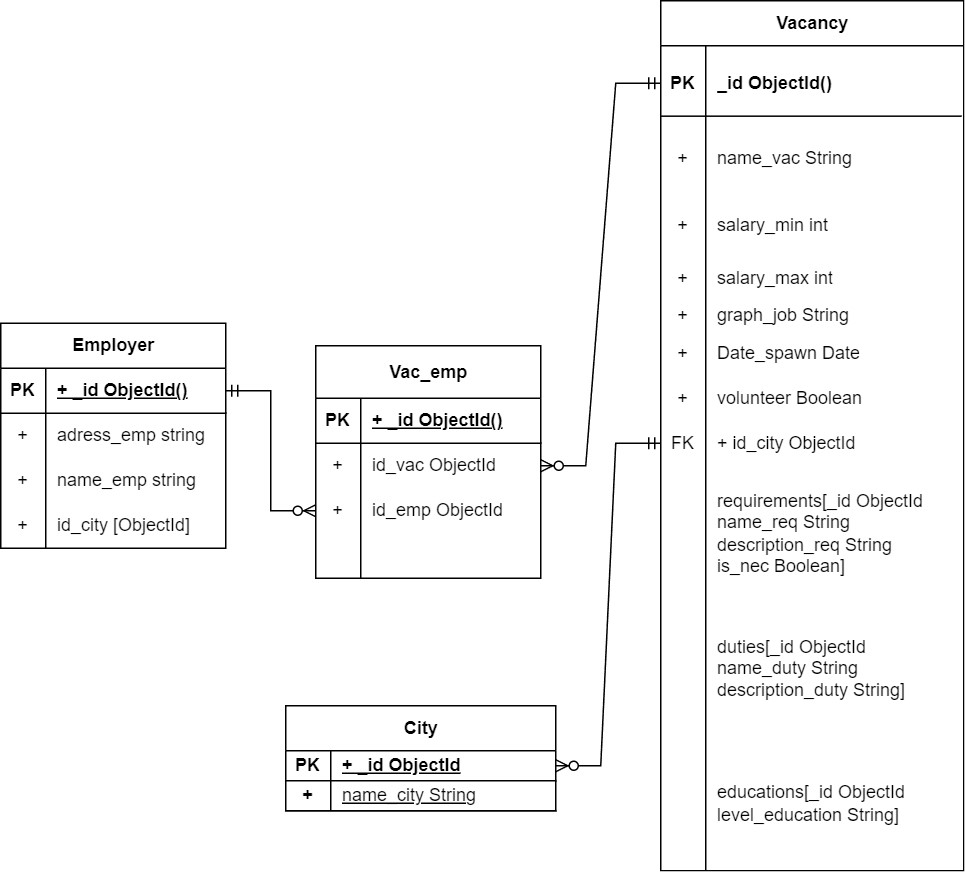 Vacancy
PK _id ObjectId()
+ name_vac String
+ salary_min int
+ salary_max int
+ graph_job String
+ Date_spawn Date
+ volunteer Boolean
FK + id_city ObjectId
requirements[_id ObjectId
name_req String
description_req String
is_nec Boolean]
duties[_id ObjectId
name_duty String
description_duty String]
educations[_id ObjectId
level_education String]
Employer
PK + _id ObjectId()
+ adress_emp string
+ name_emp string
+ id_city [ObjectId]
Vac_emp
PK + _id ObjectId()
+ id_vac ObjectId
+ id_emp ObjectId
City
PK + _id ObjectId
+ name_city String